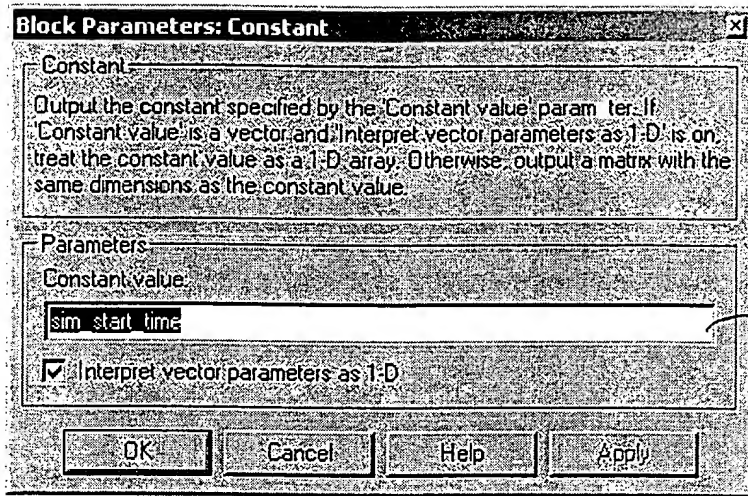 Block Parameters: Constant
Constant
Output the constant specified by the 'Constant value' param ter. If
'Constant value' is a vector and 'Interpret vector parameters as 1-D' is on,
treat the constant value as a 1-D array. Otherwise, output a matrix with the
same dimensions as the constant value.
Parameters
Constant value:
sim_start_time
Interpret vector parameters as 1-D
OK
Cancel
Help
Apply